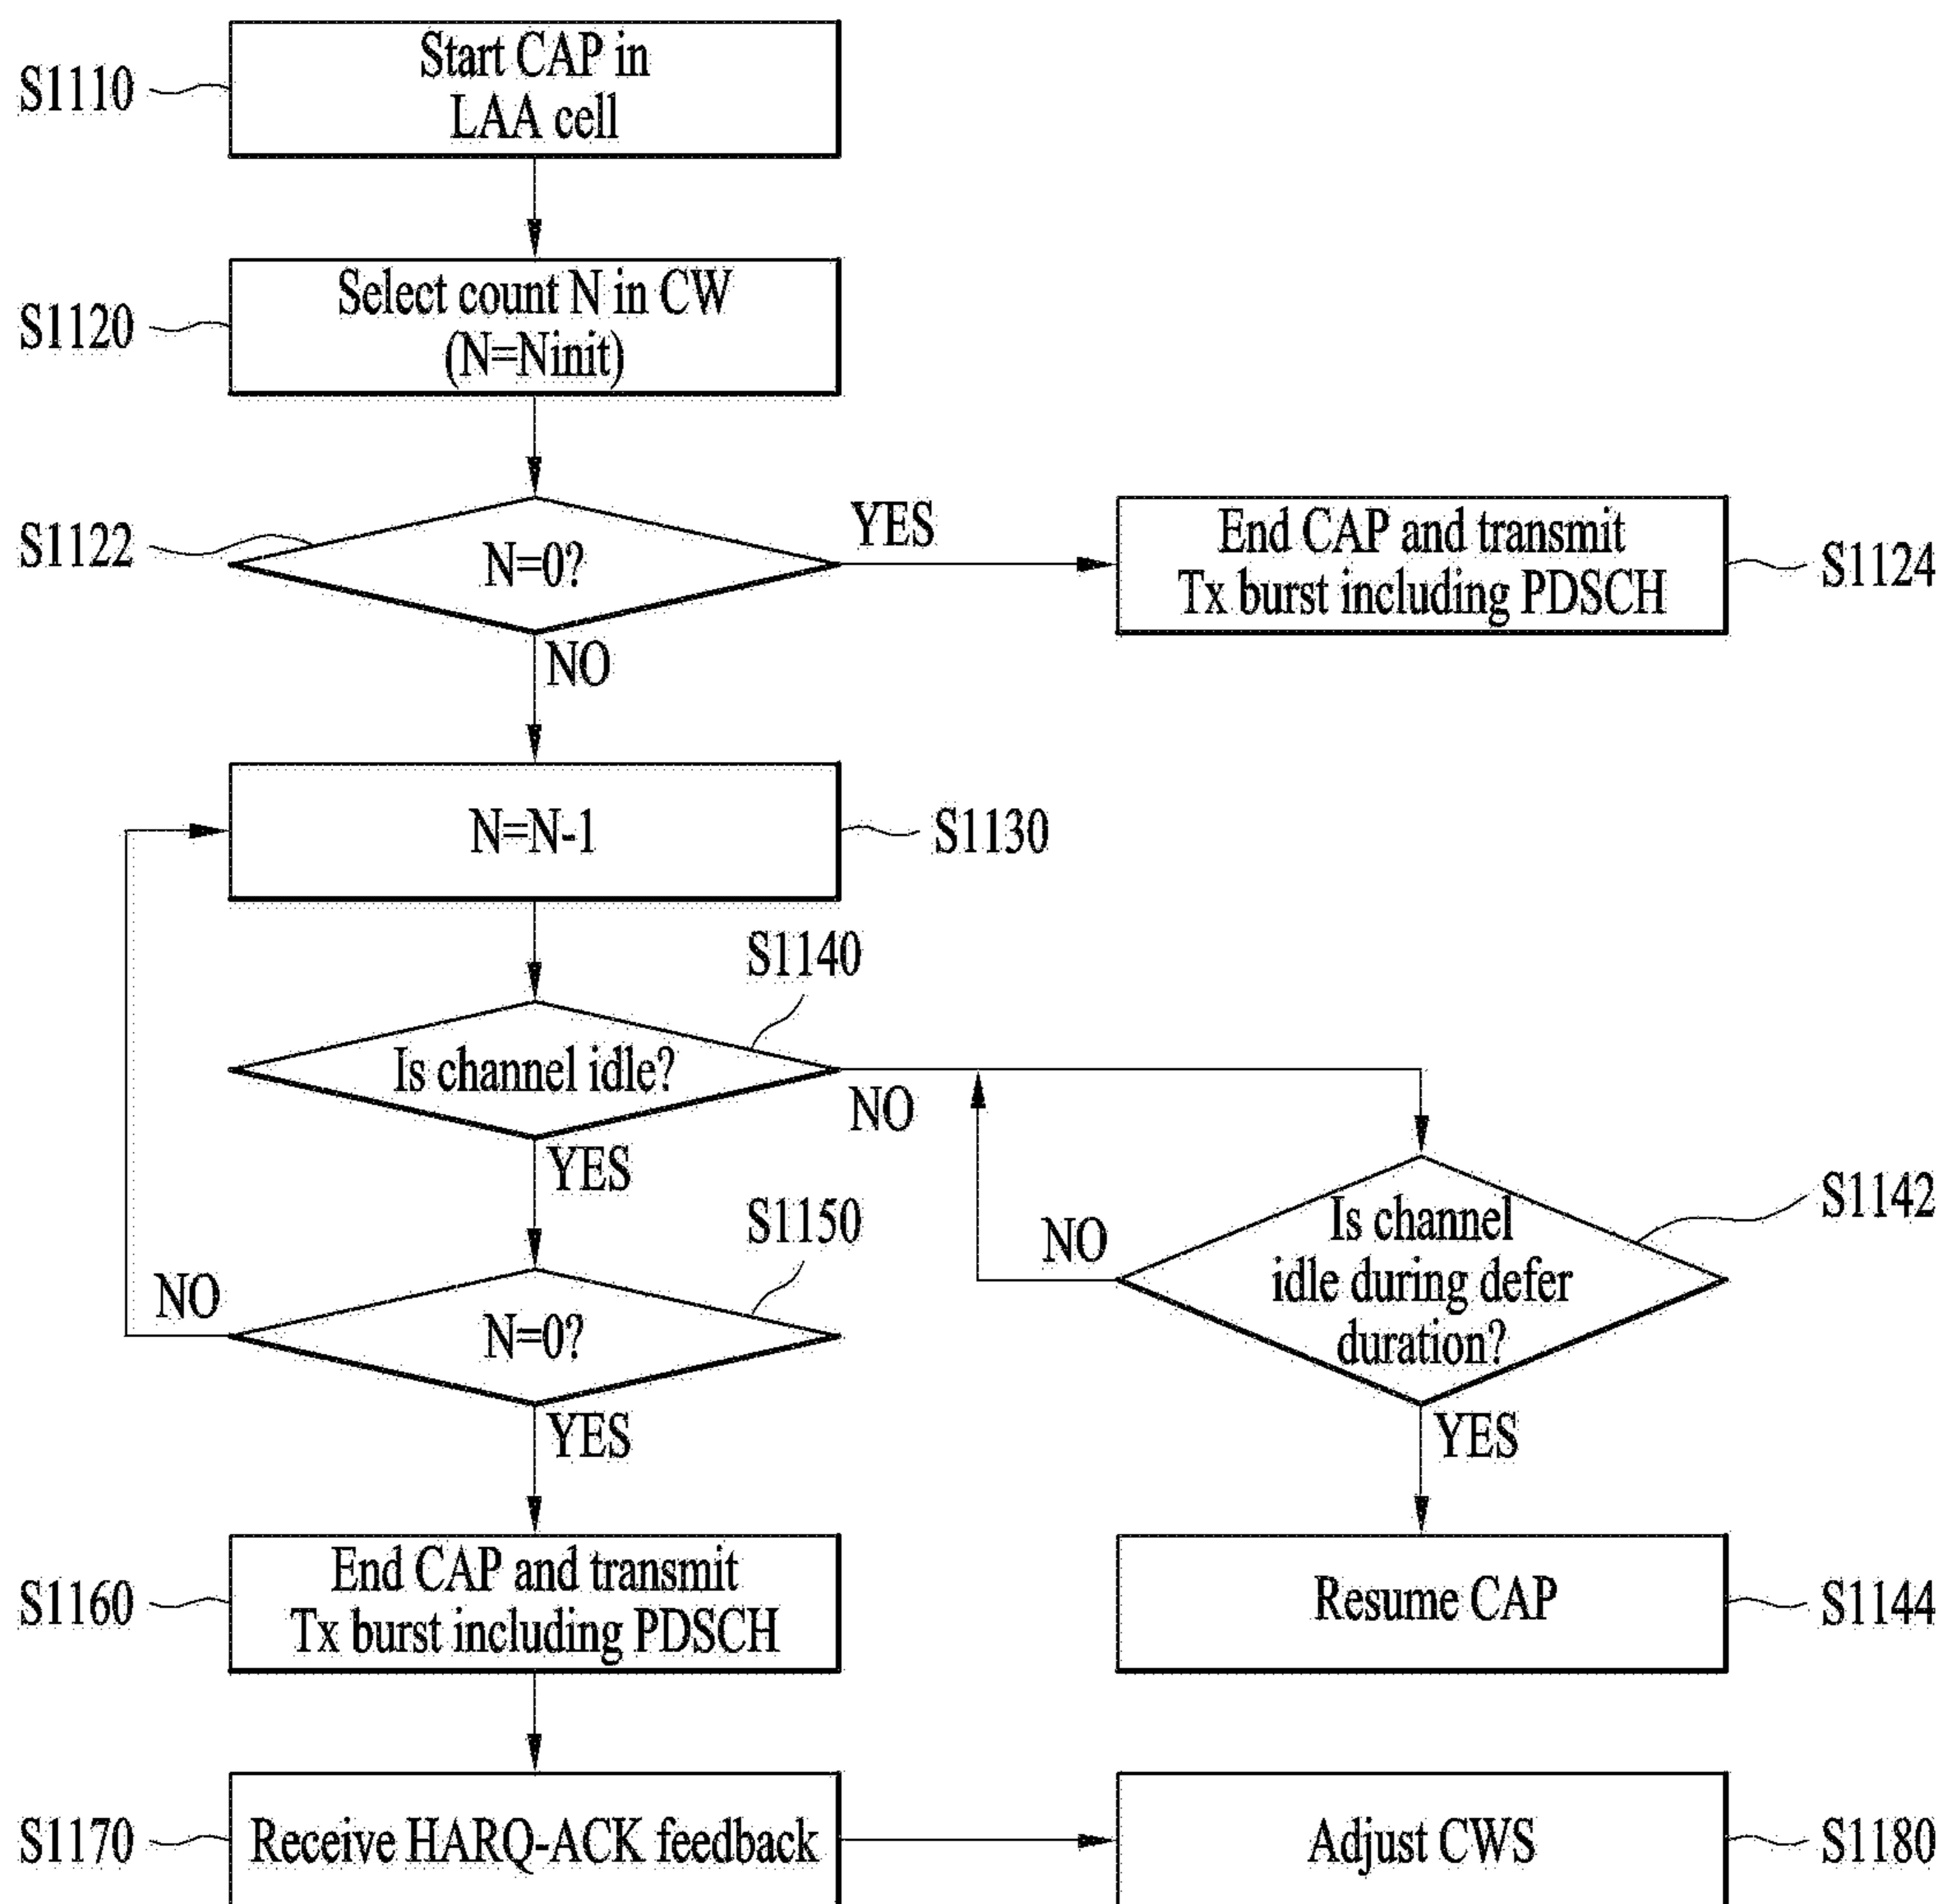 S1110
Start CAP in
LAA cell
S1120
Select count N in CW
(N=Ninit)
S1122
N=0?
YES
End CAP and transmit
Tx burst including PDSCH
S1124
NO
N=N-1
S1130
S1140
Is channel idle?
NO
YES
S1142
Is channel
idle during defer
duration?
NO
S1150
NO
N=0?
YES
YES
S1160
End CAP and transmit
Tx burst including PDSCH
Resume CAP
S1144
S1170
Receive HARQ-ACK feedback
Adjust CWS
S1180